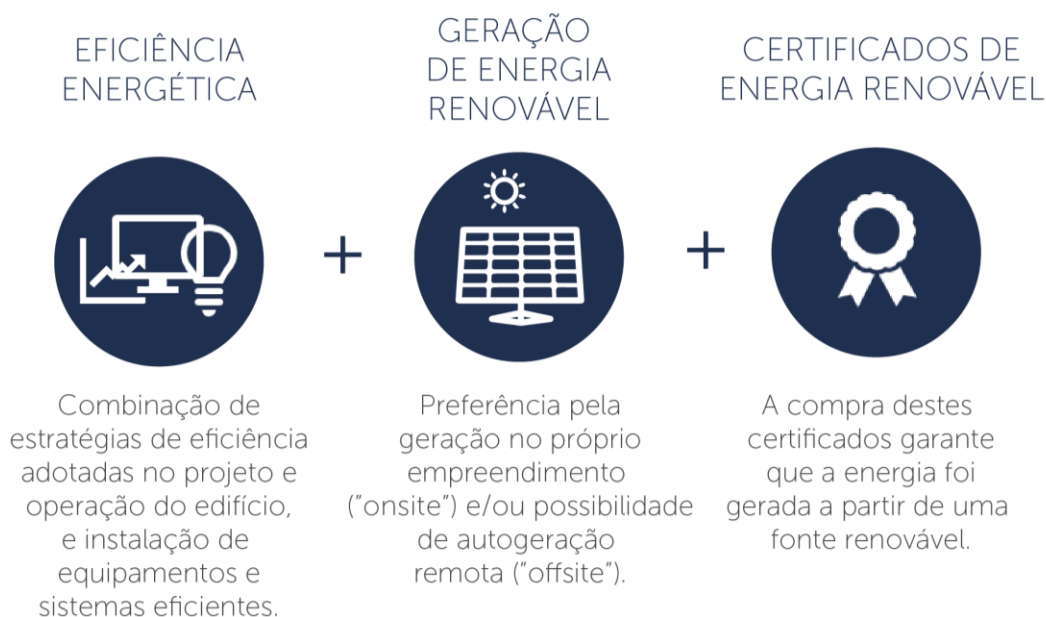 EFICIÊNCIA
ENERGÉTICA
Combinação de
estratégias de eficiência
adotadas no projeto e
operação do edifício,
e instalação de
equipamentos e
sistemas eficientes.
+
GERAÇÃO
DE ENERGIA
RENOVÁVEL
Preferência pela
geração no próprio
empreendimento
("onsite") e/ou possibilidade
de autogeração
remota ("offsite").
+
CERTIFICADOS DE
ENERGIA RENOVÁVEL
A compra destes
certificados garante
que a energia foi
gerada a partir de uma
fonte renovável.